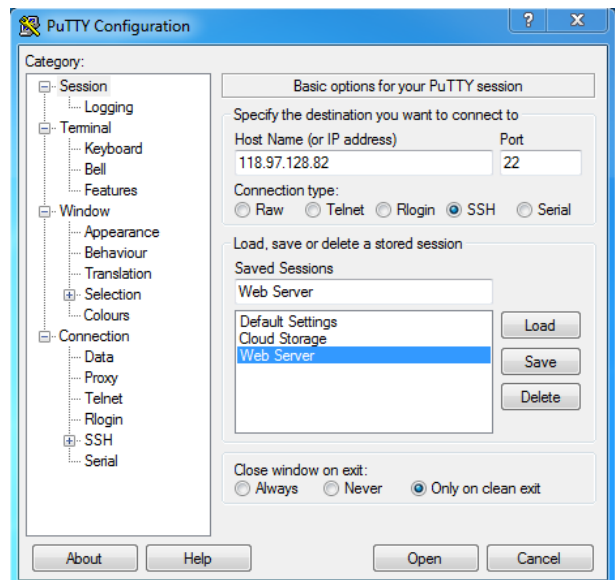 PuTTY Configuration
Category:
Session
Logging
Terminal
Keyboard
Bell
Features
Window
Appearance
Behaviour
Translation
Selection
Colours
Connection
Data
Proxy
Telnet
Rlogin
SSH
Serial
Basic options for your PuTTY session
Specify the destination you want to connect to
Host Name (or IP address) Port
118.97.128.82 22
Connection type:
Raw Telnet Rlogin SSH Serial
Load, save or delete a stored session
Saved Sessions
Web Server
Default Settings
Cloud Storage
Web Server
Load
Save
Delete
Close window on exit:
Always Never Only on clean exit
About Help Open Cancel